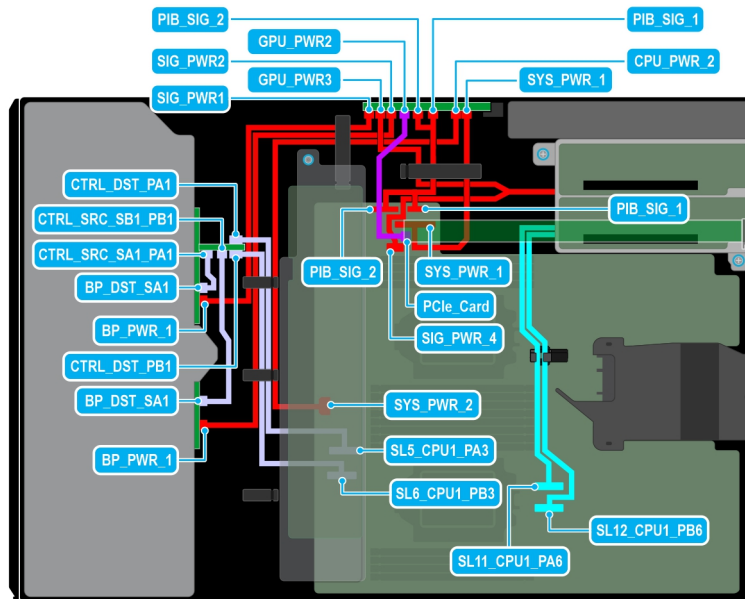 PIB_SIG_2
PIB_SIG_1
GPU_PWR2
SIG_PWR2
CPU_PWR_2
GPU_PWR3
SYS_PWR_1
SIG_PWR1
CTRL_DST_PA1
CTRL_SRC_SB1_PB1
PIB_SIG_1
CTRL_SRC_SA1_PA1
PIB_SIG_2
SYS_PWR_1
BP_DST_SA1
PCIe_Card
BP_PWR_1
SIG_PWR_4
CTRL_DST_PB1
BP_DST_SA1
SYS_PWR_2
SL5_CPU1_PA3
BP_PWR_1
SL6_CPU1_PB3
SL12_CPU1_PB6
SL11_CPU1_PA6